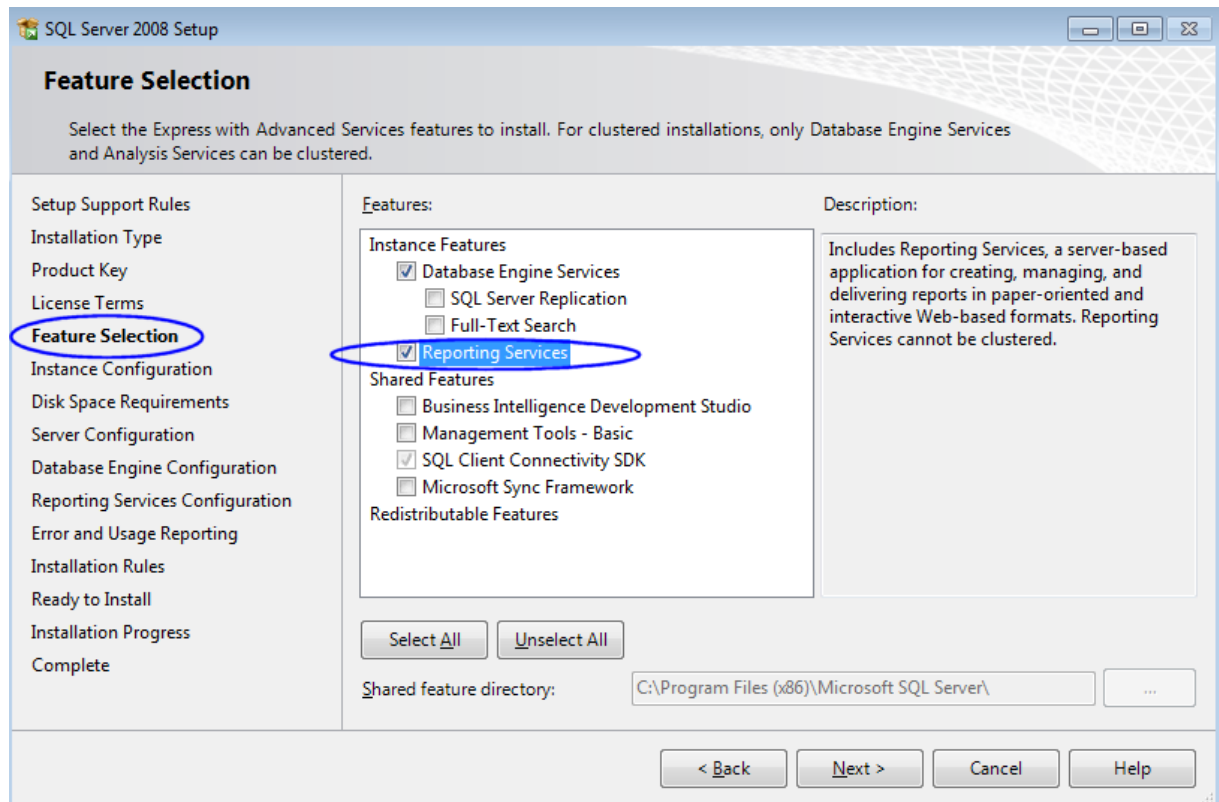 SQL Server 2008 Setup
Feature Selection
Select the Express with Advanced Services features to install. For clustered installations, only Database Engine Services
and Analysis Services can be clustered.
Setup Support Rules
Installation Type
Product Key
License Terms
Feature Selection
Instance Configuration
Disk Space Requirements
Server Configuration
Database Engine Configuration
Reporting Services Configuration
Error and Usage Reporting
Installation Rules
Ready to Install
Installation Progress
Complete
Features:
Instance Features
Database Engine Services
SQL Server Replication
Full-Text Search
Reporting Services
Shared Features
Business Intelligence Development Studio
Management Tools - Basic
SQL Client Connectivity SDK
Microsoft Sync Framework
Redistributable Features
Description:
Includes Reporting Services, a server-based
application for creating, managing, and
delivering reports in paper-oriented and
interactive Web-based formats. Reporting
Services cannot be clustered.
Select All
Unselect All
Shared feature directory:
C:\Program Files (x86)\Microsoft SQL Server\
...
< Back
Next >
Cancel
Help